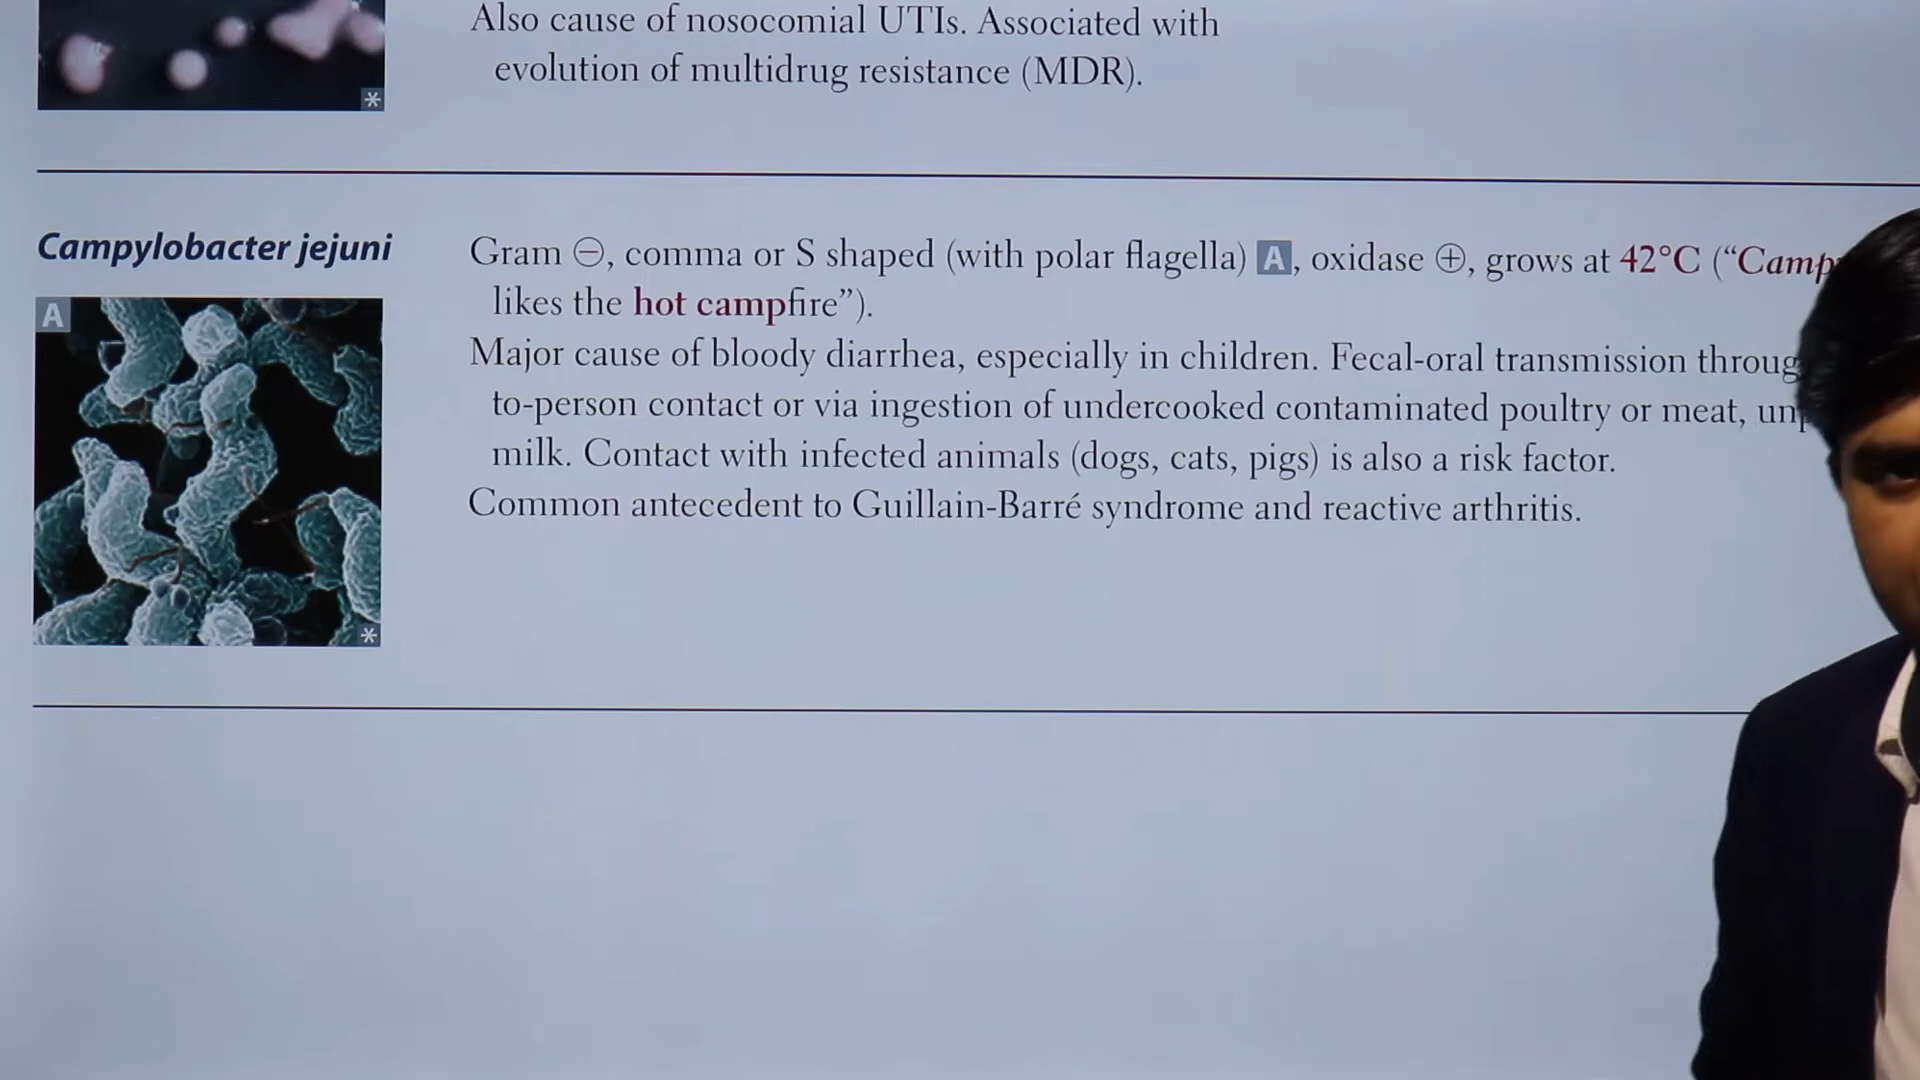 Also cause of nosocomial UTIs. Associated with
evolution of multidrug resistance (MDR).
*
Campylobacter jejuni
Gram ⊖, comma or S shaped (with polar flagella) A, oxidase ⊕, grows at 42°C (“Camp
likes the hot campfire”).
Major cause of bloody diarrhea, especially in children. Fecal-oral transmission throug
to-person contact or via ingestion of undercooked contaminated poultry or meat, unp
milk. Contact with infected animals (dogs, cats, pigs) is also a risk factor.
Common antecedent to Guillain-Barré syndrome and reactive arthritis.
A
*